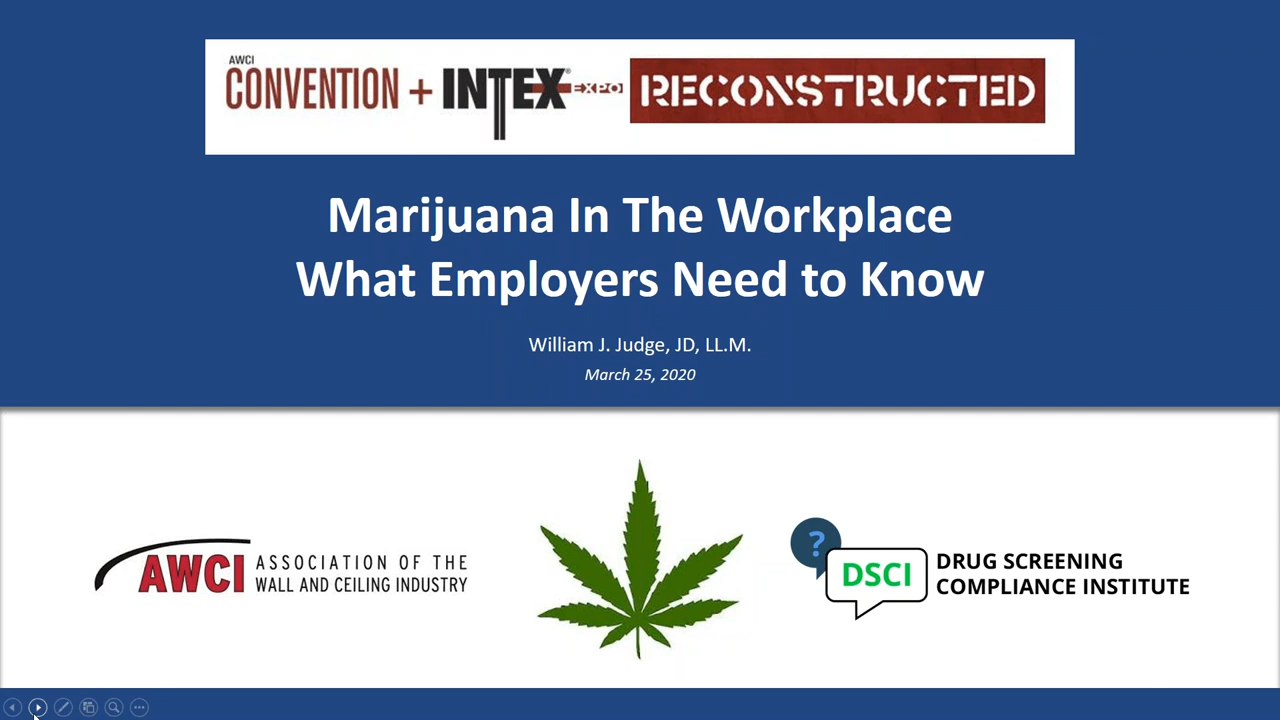 AWCI
CONVENTION + INTEX® EXPO RECONSTRUCTED
Marijuana In The Workplace
What Employers Need to Know
William J. Judge, JD, LL.M.
March 25, 2020
AWCI ASSOCIATION OF THE
WALL AND CEILING INDUSTRY
?
DSCI DRUG SCREENING
COMPLIANCE INSTITUTE